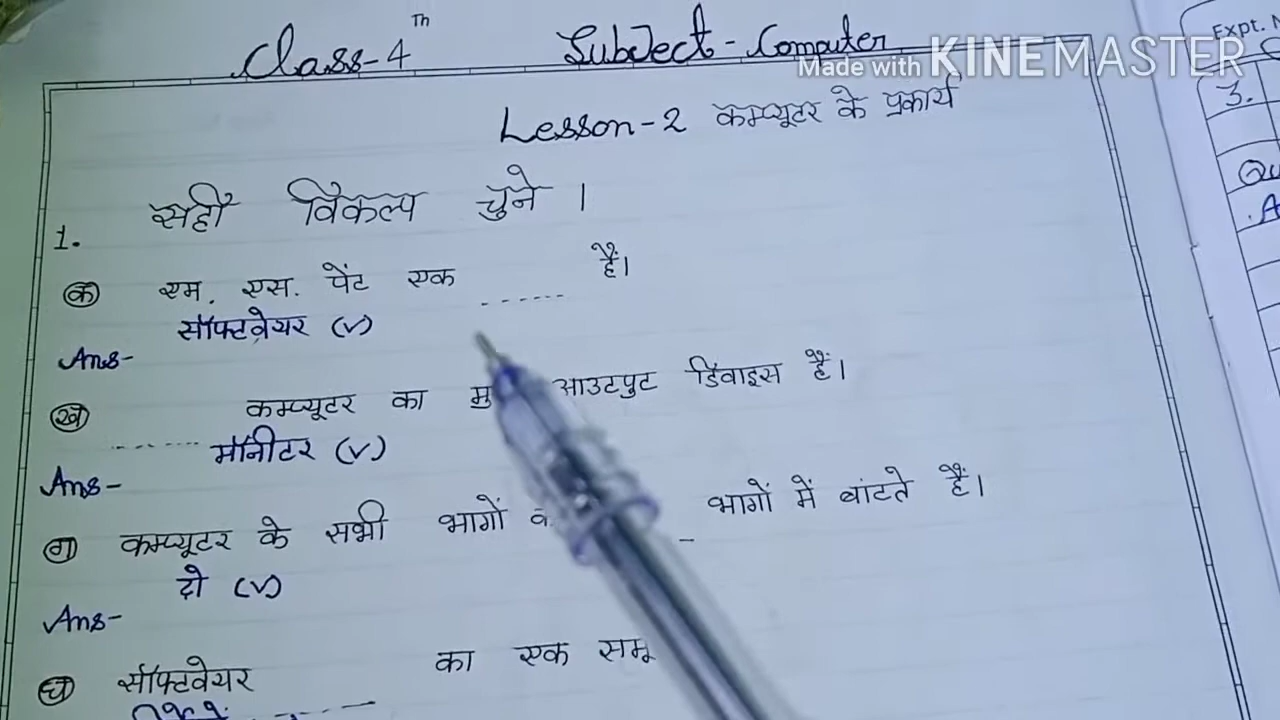 Class-4th Subject-Computer
Made with KINEMASTER
Expt. N
Lesson-2 कम्प्यूटर के प्रकार्य
3.
1. सही विकल्प चुने ।
क एम. एस. पेंट एक ------ हैं।
Ans- सॉफ्टवेयर (v)
ख ------ कम्प्यूटर का आउटपुट डिवाइस हैं।
Ans- मॉनीटर (v)
ग कम्प्यूटर के सभी भागों - भागों में बांटते हैं।
Ans- दो (v)
घ सॉफ्टवेयर ---- का एक समू